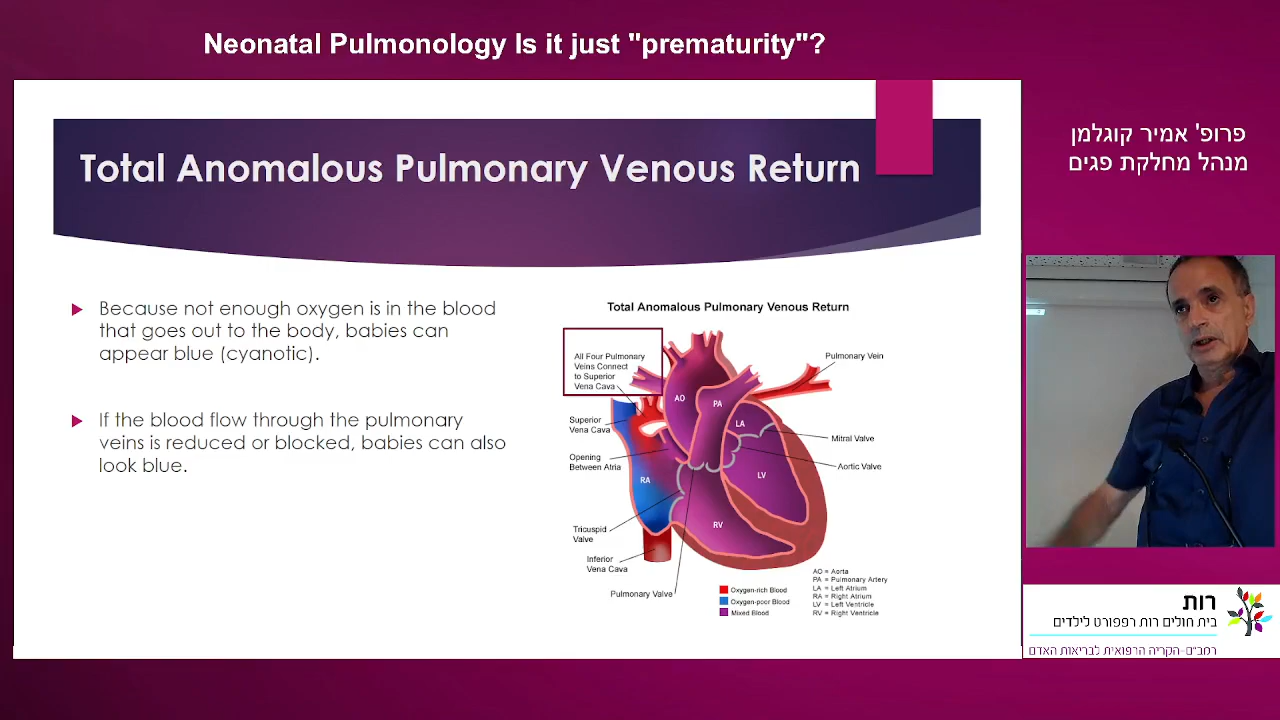 Neonatal Pulmonology Is it just "prematurity"?
Total Anomalous Pulmonary Venous Return
Because not enough oxygen is in the blood
that goes out to the body, babies can
appear blue (cyanotic).
If the blood flow through the pulmonary
veins is reduced or blocked, babies can also
look blue.
Total Anomalous Pulmonary Venous Return
All Four Pulmonary
Veins Connect
to Superior
Vena Cava
Superior
Vena Cava
Opening
Between Atria
Tricuspid
Valve
Inferior
Vena Cava
Pulmonary Valve
Pulmonary Vein
Mitral Valve
Aortic Valve
AO
PA
LA
LV
RA
RV
Oxygen-rich Blood
Oxygen-poor Blood
Mixed Blood
AO = Aorta
PA = Pulmonary Artery
LA = Left Atrium
RA = Right Atrium
LV = Left Ventricle
RV = Right Ventricle
פרופ' אמיר קוגלמן
מנהל מחלקת פגים
רות
בית חולים רות רפפורט לילדים
רמב״ם-הקריה הרפואית לבריאות האדם